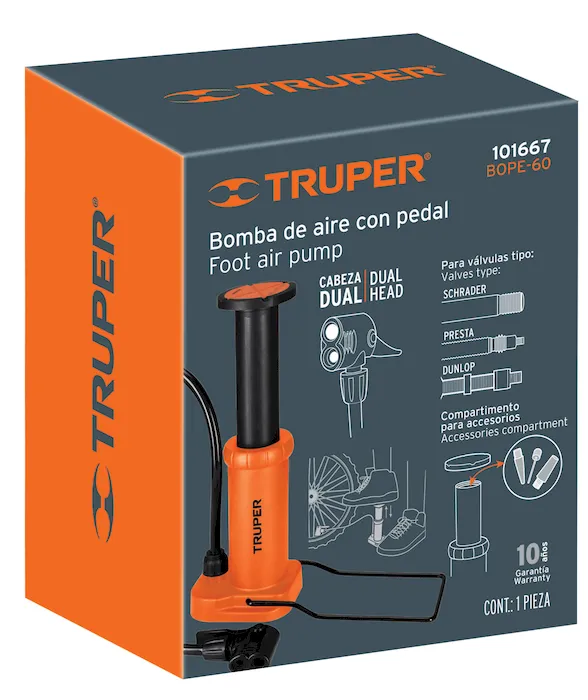 TRUPER
TRUPER®
TRUPER®
101667
BOPE-60
Bomba de aire con pedal
Foot air pump
CABEZA DUAL
DUAL HEAD
Para válvulas tipo:
Valves type:
SCHRADER
PRESTA
DUNLOP
Compartimento
para accesorios
Accessories compartment
TRUPER
10 años
Garantía
Warranty
CONT.: 1 PIEZA